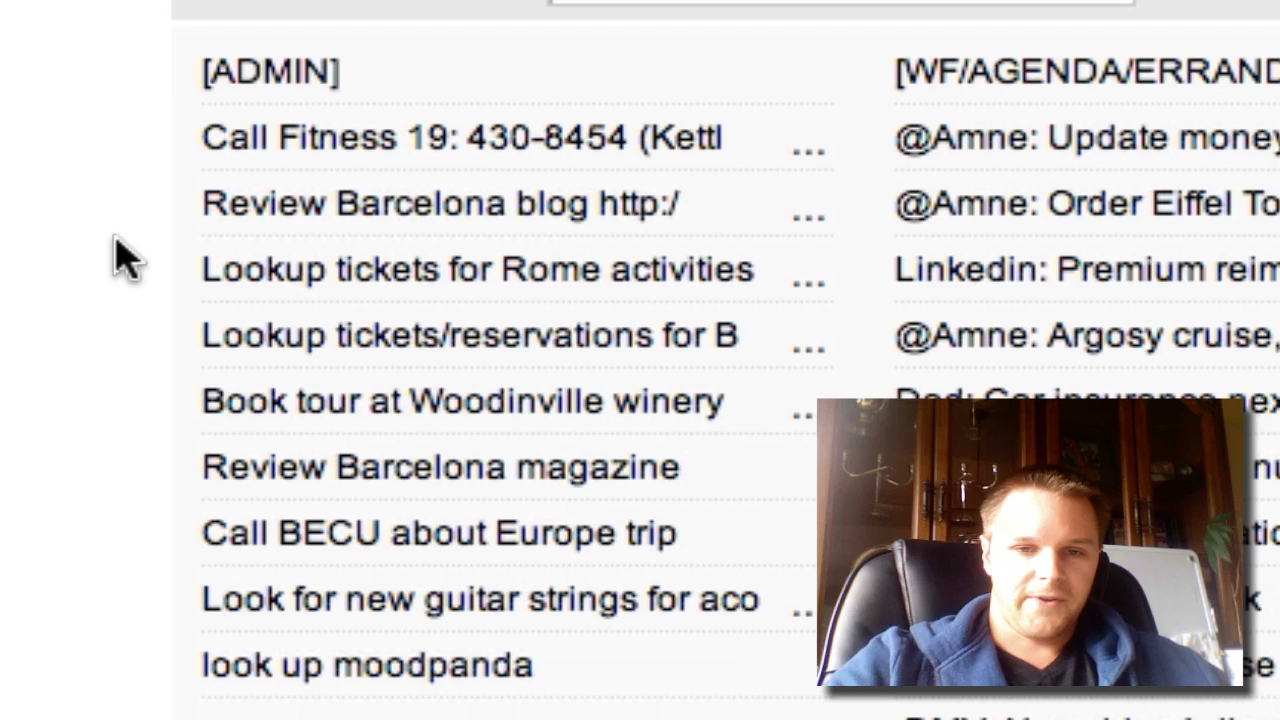 [ADMIN]
Call Fitness 19: 430-8454 (Kettl ...
Review Barcelona blog http:/ ...
Lookup tickets for Rome activities ...
Lookup tickets/reservations for B ...
Book tour at Woodinville winery ..
Review Barcelona magazine
Call BECU about Europe trip
Look for new guitar strings for aco ..
look up moodpanda
[WF/AGENDA/ERRAND
@Amne: Update money
@Amne: Order Eiffel To
Linkedin: Premium reim
@Amne: Argosy cruise,